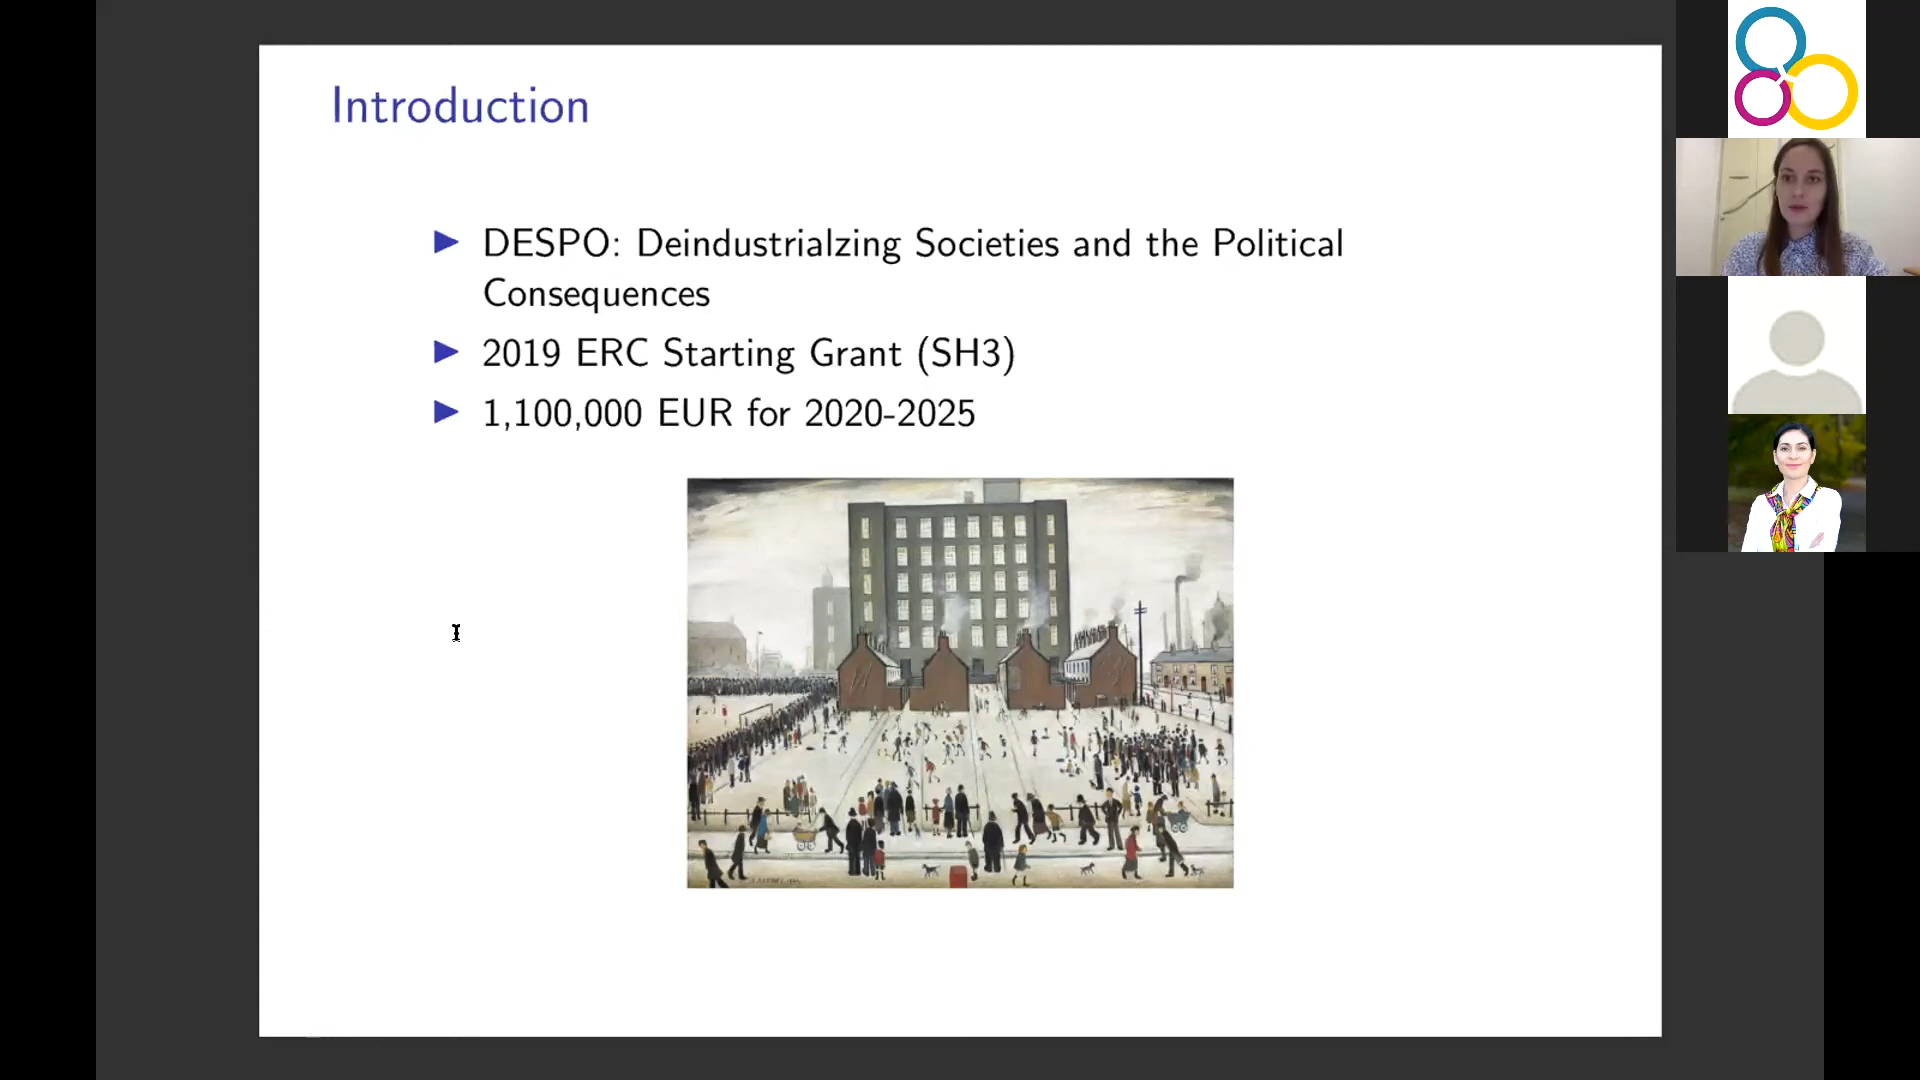 Introduction
DESPO: Deindustrialzing Societies and the Political
Consequences
2019 ERC Starting Grant (SH3)
1,100,000 EUR for 2020-2025